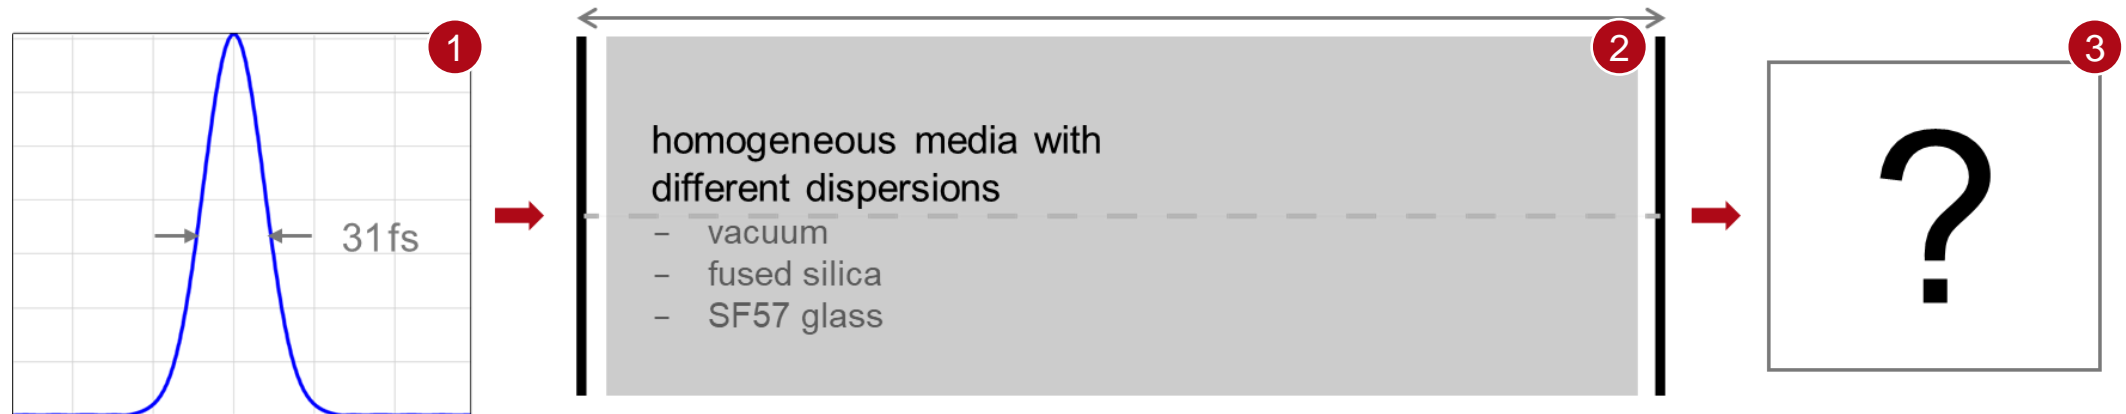 1
31fs
2
homogeneous media with
different dispersions
– vacuum
– fused silica
– SF57 glass
3
?